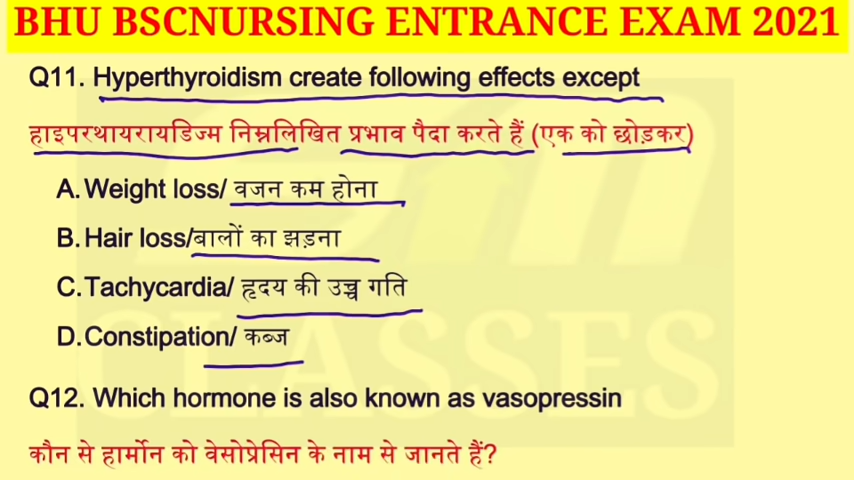 BHU BSCNURSING ENTRANCE EXAM 2021
Q11. Hyperthyroidism create following effects except
हाइपरथायरायडिज्म निम्नलिखित प्रभाव पैदा करते हैं (एक को छोड़कर)
A. Weight loss/ वजन कम होना
B. Hair loss/बालों का झड़ना
C. Tachycardia/ हृदय की उच्च गति
D. Constipation/ कब्ज
Q12. Which hormone is also known as vasopressin
कौन से हार्मोन को वेसोप्रेसिन के नाम से जानते हैं?
CLASSES